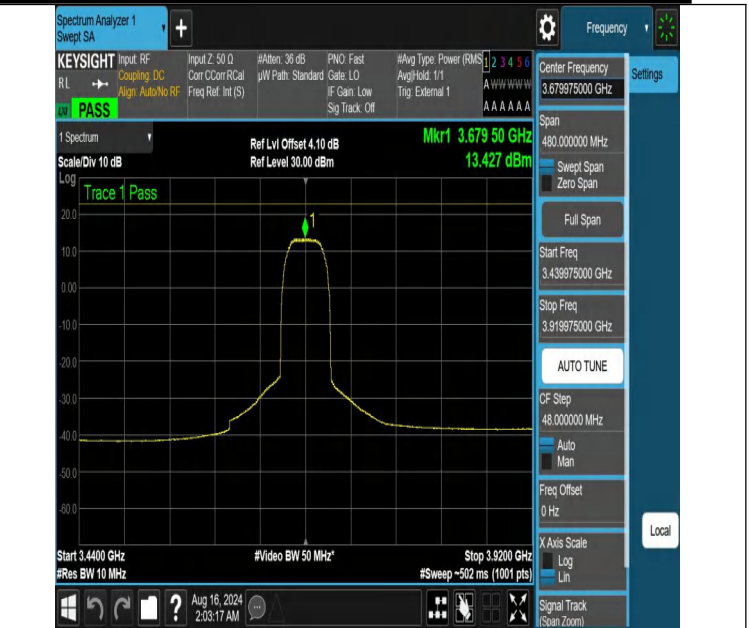 Spectrum Analyzer 1
Swept SA
+
Frequency
KEYSIGHT
RL
LXI PASS
Input: RF
Coupling: DC
Align: Auto/No RF
Input Z: 50 Ω
Corr CCorr RCal
Freq Ref: Int (S)
#Atten: 36 dB
µW Path: Standard
PNO: Fast
Gate: LO
IF Gain: Low
Sig Track: Off
#Avg Type: Power (RMS
Avg|Hold: 1/1
Trig: External 1
1 2 3 4 5 6
A W W W W W
A A A A A A
1 Spectrum
Scale/Div 10 dB
Ref Lvl Offset 4.10 dB
Ref Level 30.00 dBm
Mkr1 3.679 50 GHz
13.427 dBm
Log
Trace 1 Pass
1
20.0
10.0
0.00
-10.0
-20.0
-30.0
-40.0
-50.0
-60.0
Start 3.4400 GHz
#Res BW 10 MHz
#Video BW 50 MHz*
Stop 3.9200 GHz
#Sweep ~502 ms (1001 pts)
Settings
Center Frequency
3.679975000 GHz
Span
480.000000 MHz
Swept Span
Zero Span
Full Span
Start Freq
3.439975000 GHz
Stop Freq
3.919975000 GHz
AUTO TUNE
CF Step
48.000000 MHz
Auto
Man
Freq Offset
0 Hz
X Axis Scale
Log
Lin
Signal Track
(Span Zoom)
Local
?
Aug 16, 2024
2:03:17 AM